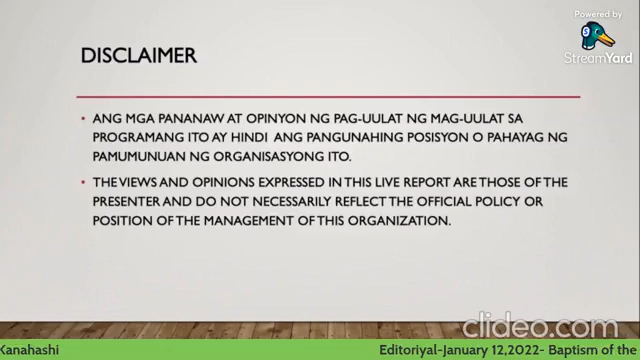 Powered by
StreamYard
DISCLAIMER
• ANG MGA PANANAW AT OPINYON NG PAG-UULAT NG MAG-UULAT SA
PROGRAMANG ITO AY HINDI ANG PANGUNAHING POSISYON O PAHAYAG NG
PAMUMUNUAN NG ORGANISASYONG ITO.
• THE VIEWS AND OPINIONS EXPRESSED IN THIS LIVE REPORT ARE THOSE OF THE
PRESENTER AND DO NOT NECESSARILY REFLECT THE OFFICIAL POLICY OR
POSITION OF THE MANAGEMENT OF THIS ORGANIZATION.
clideo.com
Kanahashi Editoriyal-January 12,2022- Baptism of the